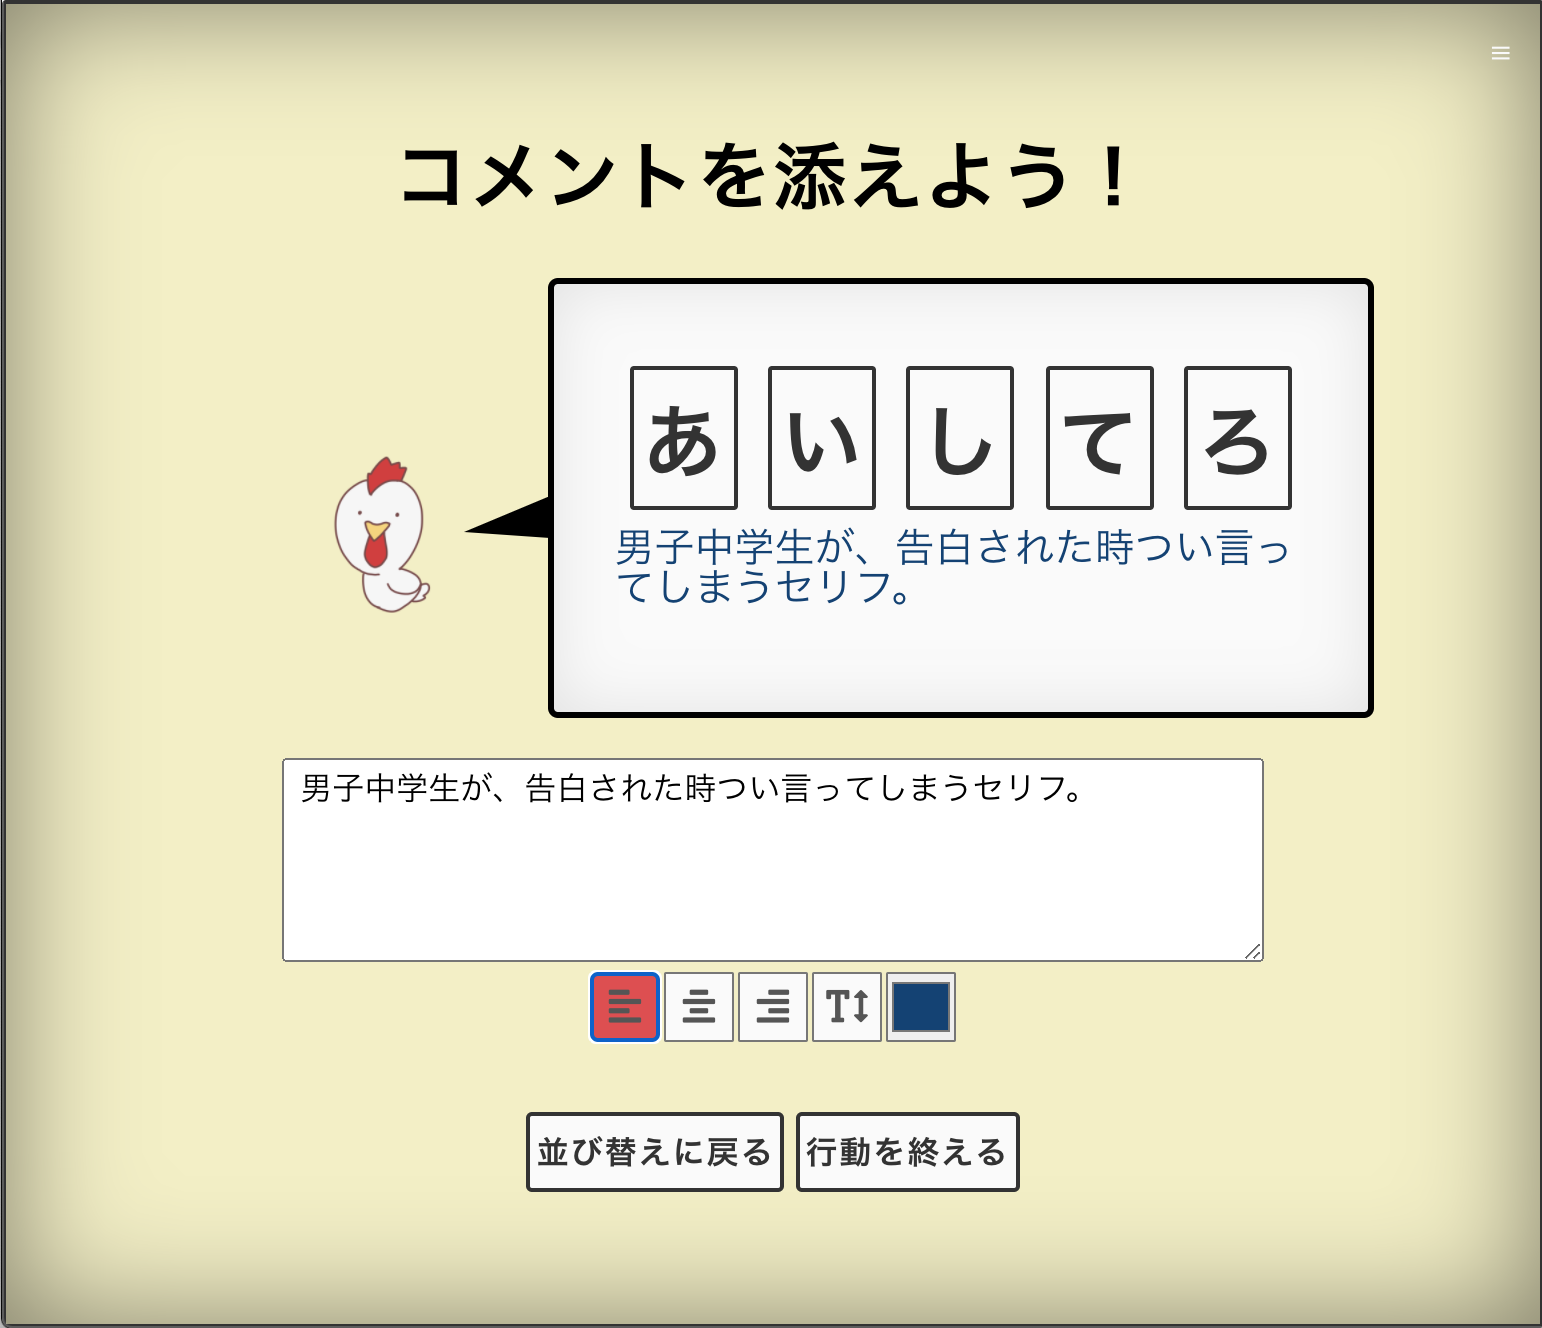 コメントを添えよう！
あいしてろ
男子中学生が、告白された時つい言っ
てしまうセリフ。
男子中学生が、告白された時つい言ってしまうセリフ。
並び替えに戻る 行動を終える